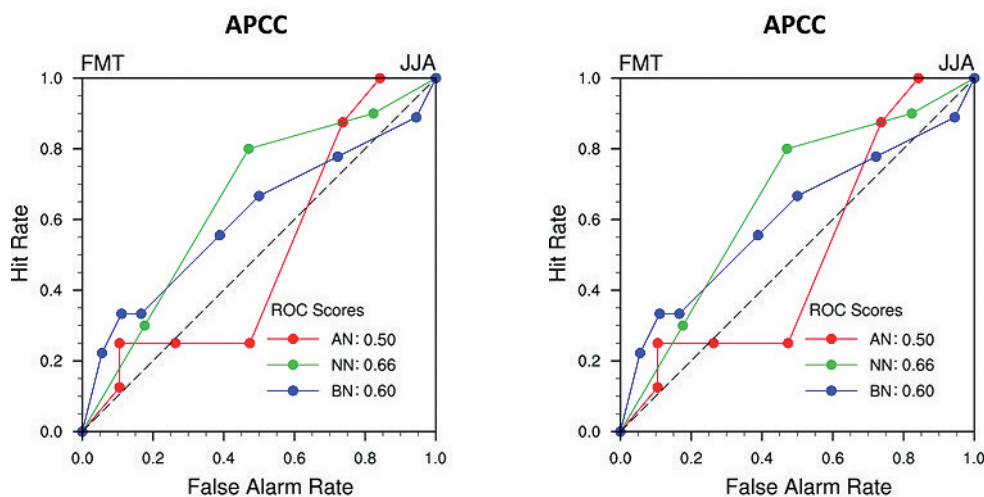 APCC
FMT JJA
1.0
0.8
0.6
0.4
0.2
0.0
Hit Rate
ROC Scores
AN: 0.50
NN: 0.66
BN: 0.60
0.0 0.2 0.4 0.6 0.8 1.0
False Alarm Rate
APCC
FMT JJA
1.0
0.8
0.6
0.4
0.2
0.0
Hit Rate
ROC Scores
AN: 0.50
NN: 0.66
BN: 0.60
0.0 0.2 0.4 0.6 0.8 1.0
False Alarm Rate